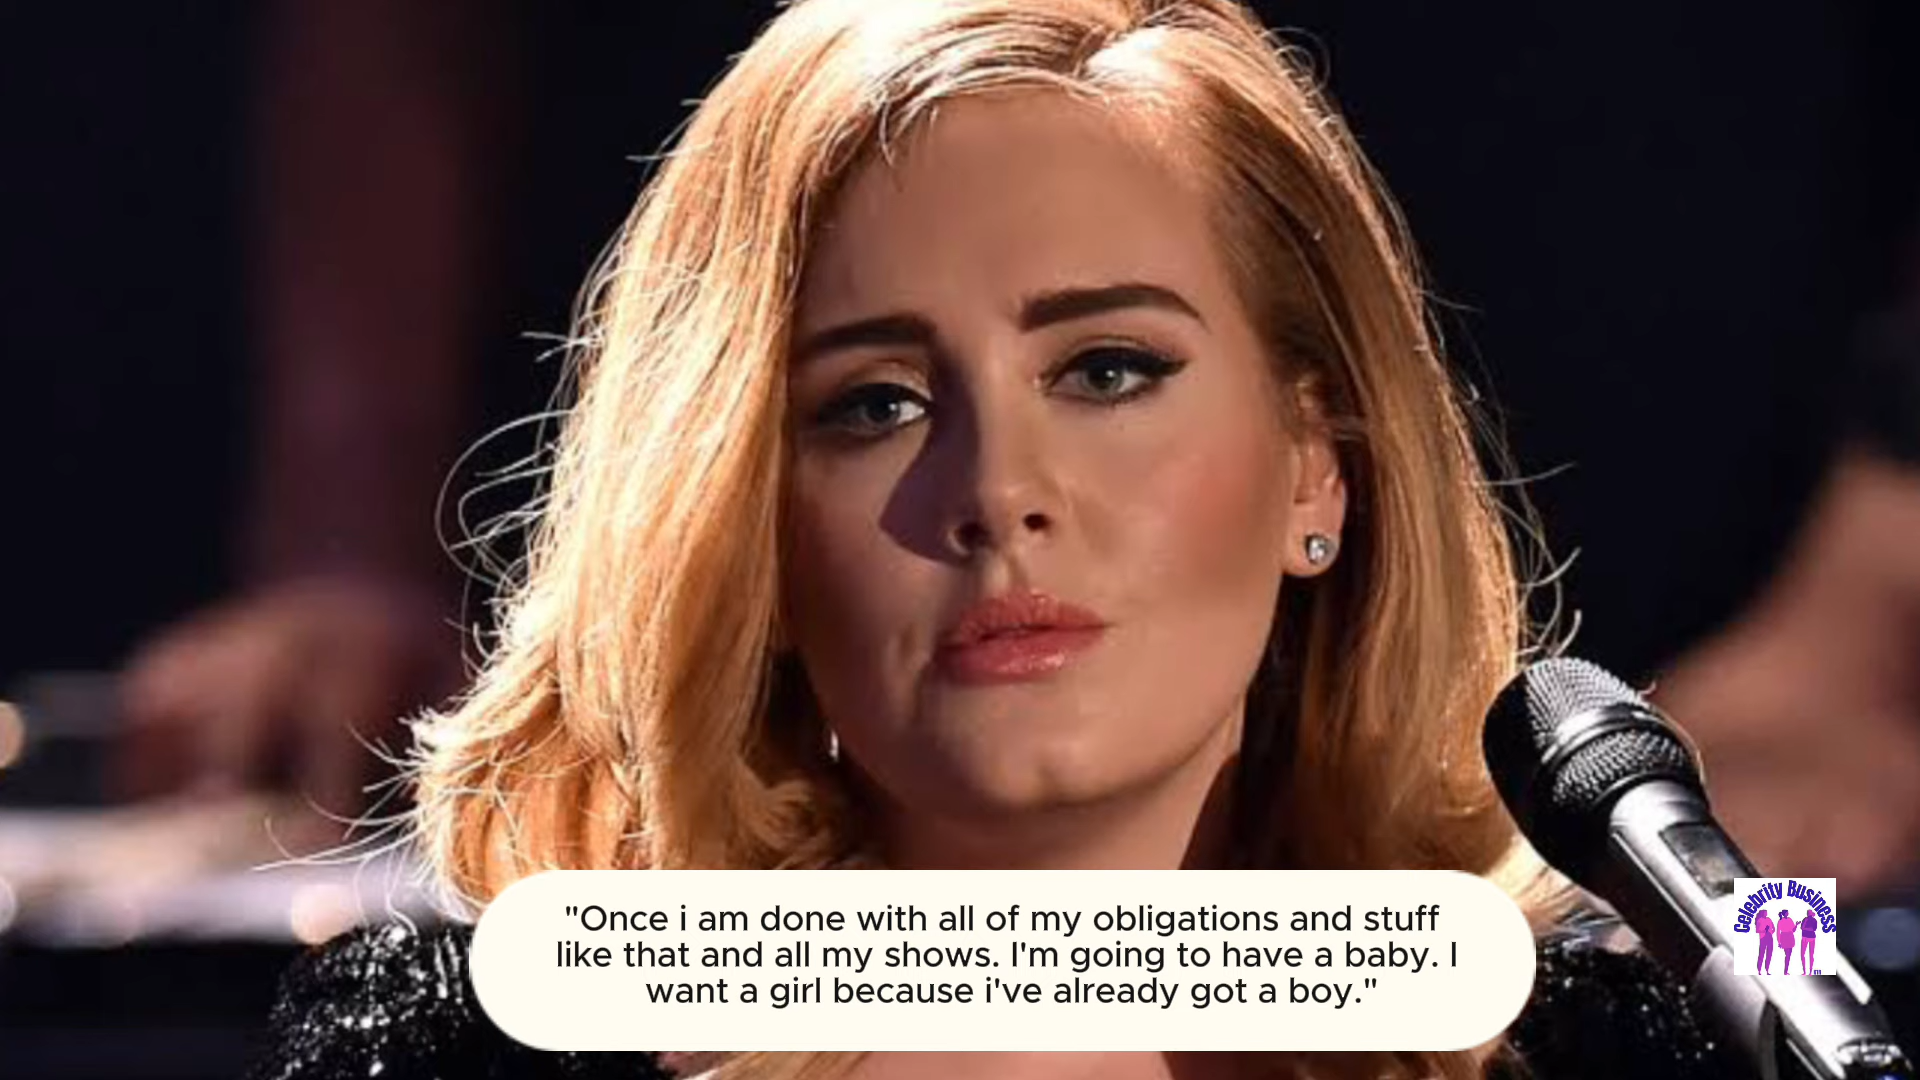 "Once i am done with all of my obligations and stuff
like that and all my shows. I'm going to have a baby. I
want a girl because i've already got a boy."
Celebrity Business